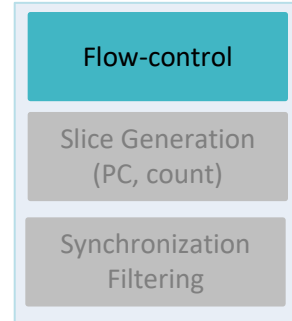 Flow-control
Slice Generation
(PC, count)
Synchronization
Filtering